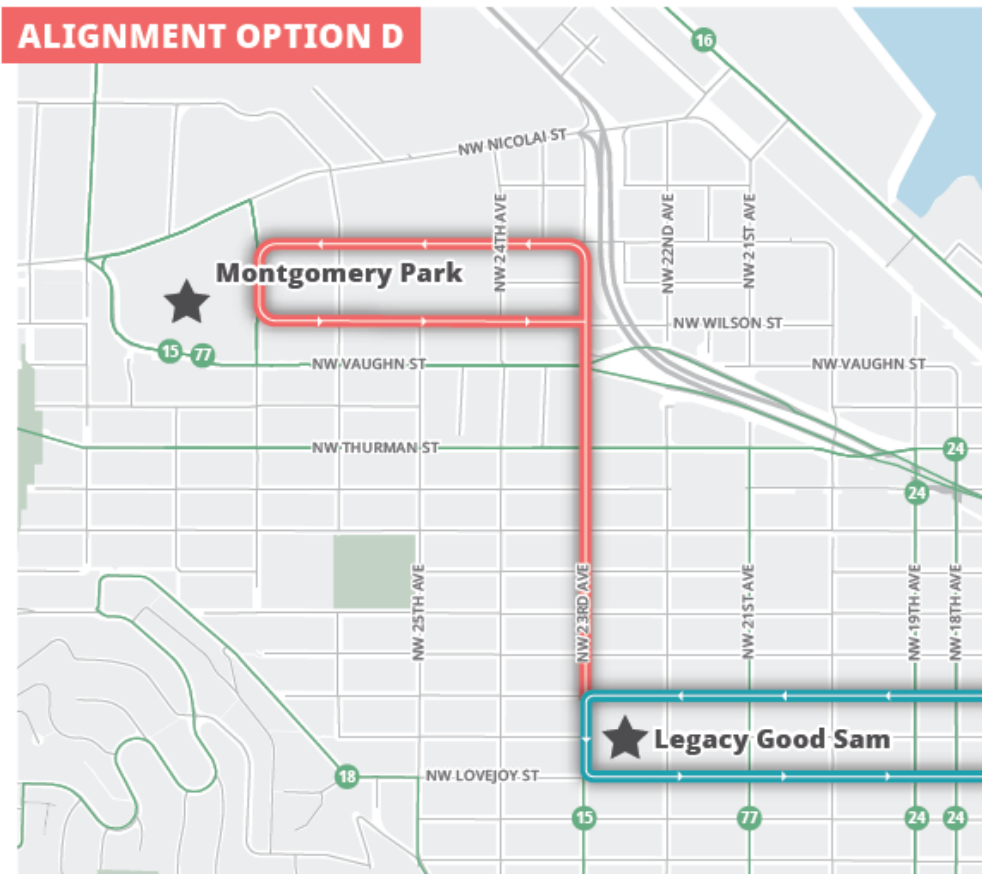 ALIGNMENT OPTION D
16
NW NICOLAI ST
NW 24TH AVE
NW 22ND AVE
NW 21ST AVE
Montgomery Park
NW WILSON ST
15
77
NW VAUGHN ST
NW VAUGHN ST
NW THURMAN ST
24
24
NW 25TH AVE
NW 23RD AVE
NW 21ST AVE
NW 19TH AVE
NW 18TH AVE
Legacy Good Sam
18
NW LOVEJOY ST
15
77
24
24